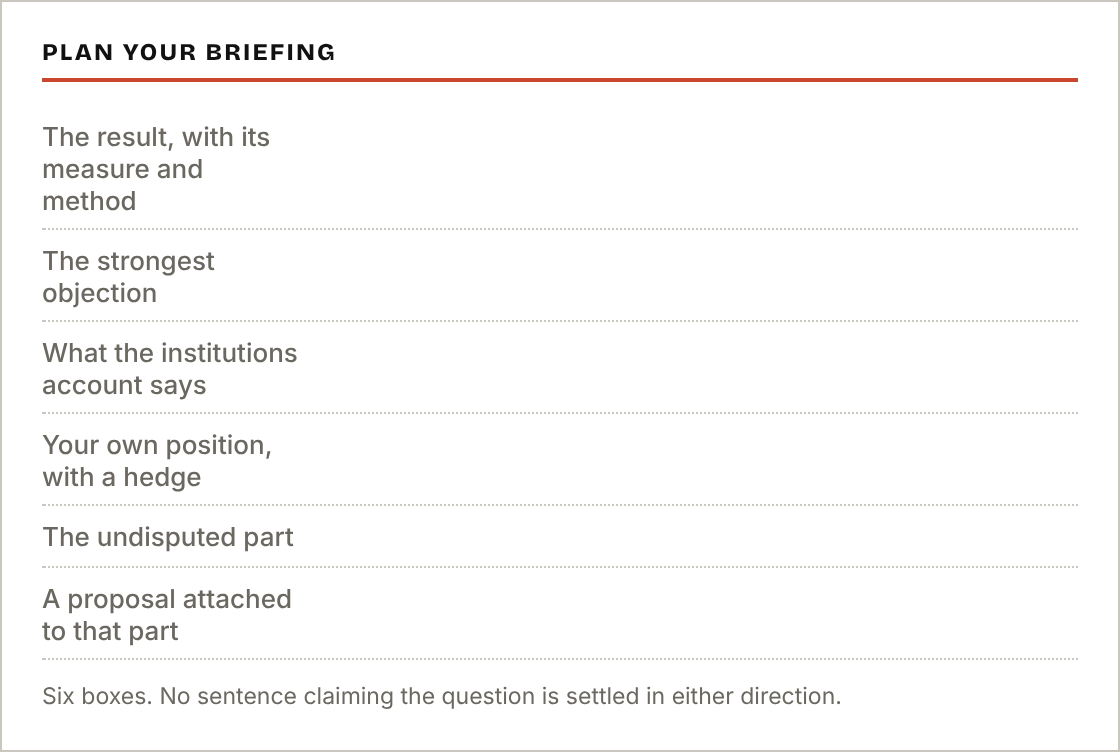 PLAN YOUR BRIEFING
The result, with its
measure and
method
The strongest
objection
What the institutions
account says
Your own position,
with a hedge
The undisputed part
A proposal attached
to that part
Six boxes. No sentence claiming the question is settled in either direction.